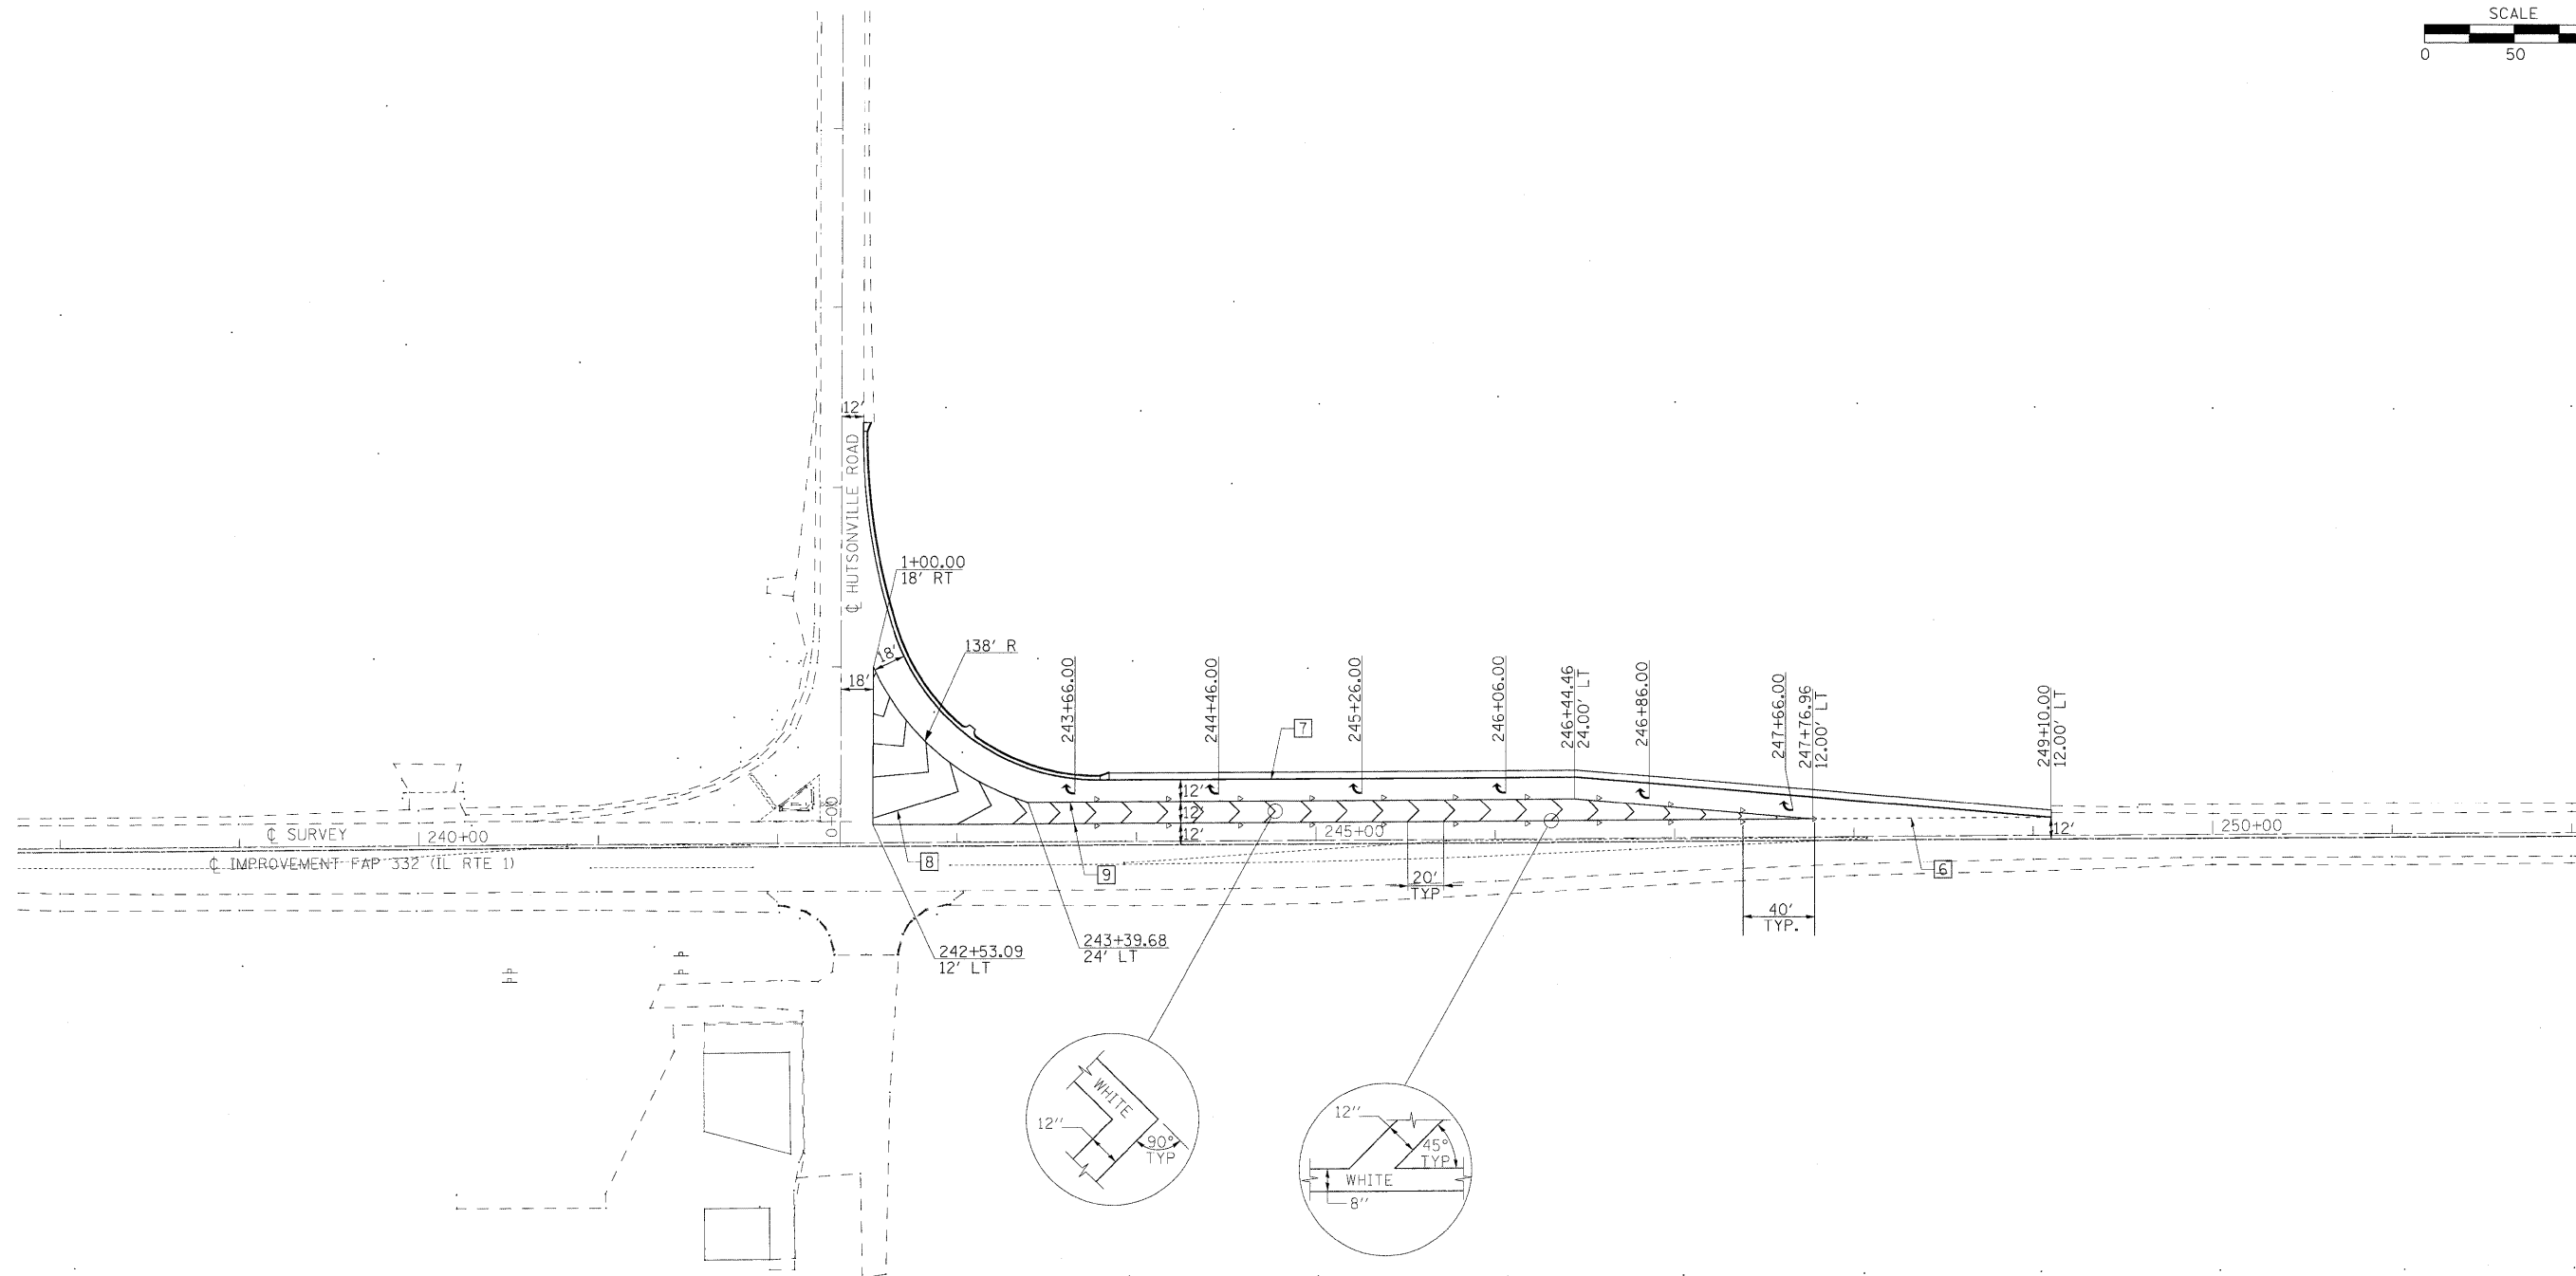 SCALE
0 50
12'
℄ HUTSONVILLE ROAD
1+00.00
18' RT
138' R
18'
18'
243+66.00
244+46.00
245+26.00
246+06.00
246+44.46
24.00' LT
246+86.00
247+66.00
247+76.96
12.00' LT
249+10.00
12.00' LT
7
12'
12'
12'
12'
0+00
℄ SURVEY
240+00
245+00
250+00
℄ IMPROVEMENT FAP 332 (IL RTE 1)
8
9
6
20'
TYP
40'
TYP.
242+53.09
12' LT
243+39.68
24' LT
WHITE
12"
90°
TYP
12"
45°
TYP
WHITE
8"